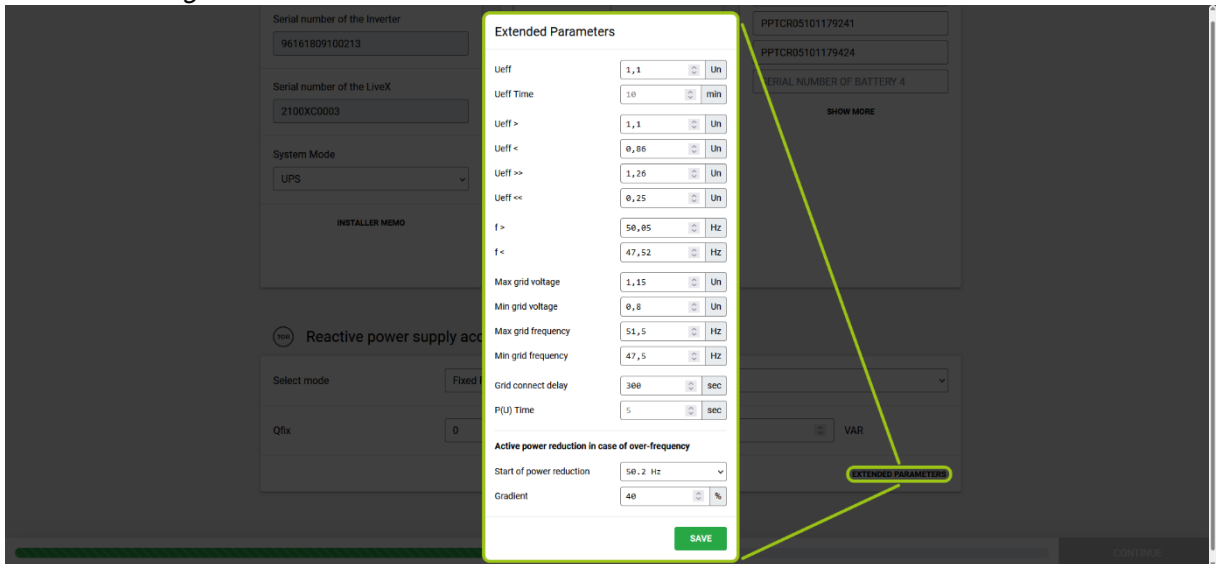 Serial number of the Inverter
96161809100213
Serial number of the LiveX
2100XC0003
System Mode
UPS
INSTALLER MEMO
PPTCR05101179241
PPTCR05101179424
SERIAL NUMBER OF BATTERY 4
SHOW MORE
Extended Parameters
Ueff 1,1 Un
Ueff Time 10 min
Ueff > 1,1 Un
Ueff < 0,86 Un
Ueff >> 1,26 Un
Ueff << 0,25 Un
f > 50,05 Hz
f < 47,52 Hz
Max grid voltage 1,15 Un
Min grid voltage 0,8 Un
Max grid frequency 51,5 Hz
Min grid frequency 47,5 Hz
Grid connect delay 300 sec
P(U) Time 5 sec
Active power reduction in case of over-frequency
Start of power reduction 50.2 Hz
Gradient 40 %
SAVE
Reactive power supply acc
Select mode Fixed
Qfix 0 VAR
EXTENDED PARAMETERS
CONTINUE